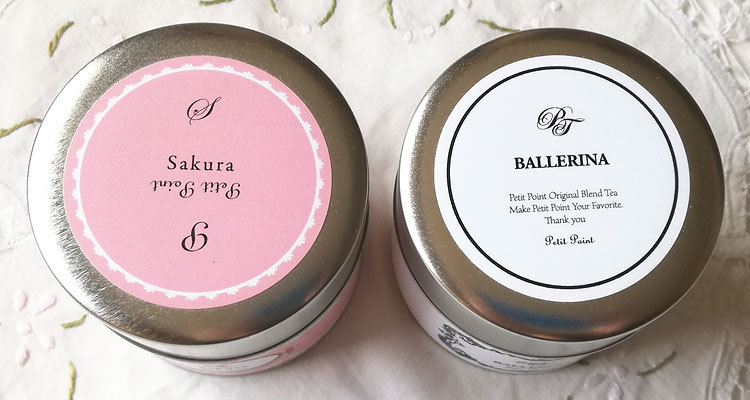 S
Sakura
Petit Point
P
PT
BALLERINA
Petit Point Original Blend Tea
Make Petit Point Your Favorite.
Thank you
Petit Point